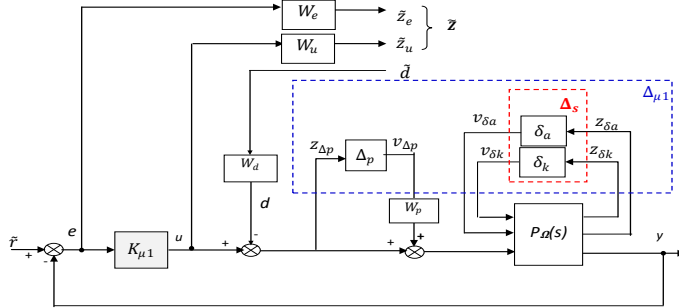 W_e z̃_e
W_u z̃_u z̃
d̃
Δ_μ1
Δ_s
v_δa δ_a z_δa
z_Δp v_Δp
Δ_p v_δk δ_k z_δk
W_d
d W_p
P_Ω(s)
r̃ e u y
+ - K_μ1 + - + +